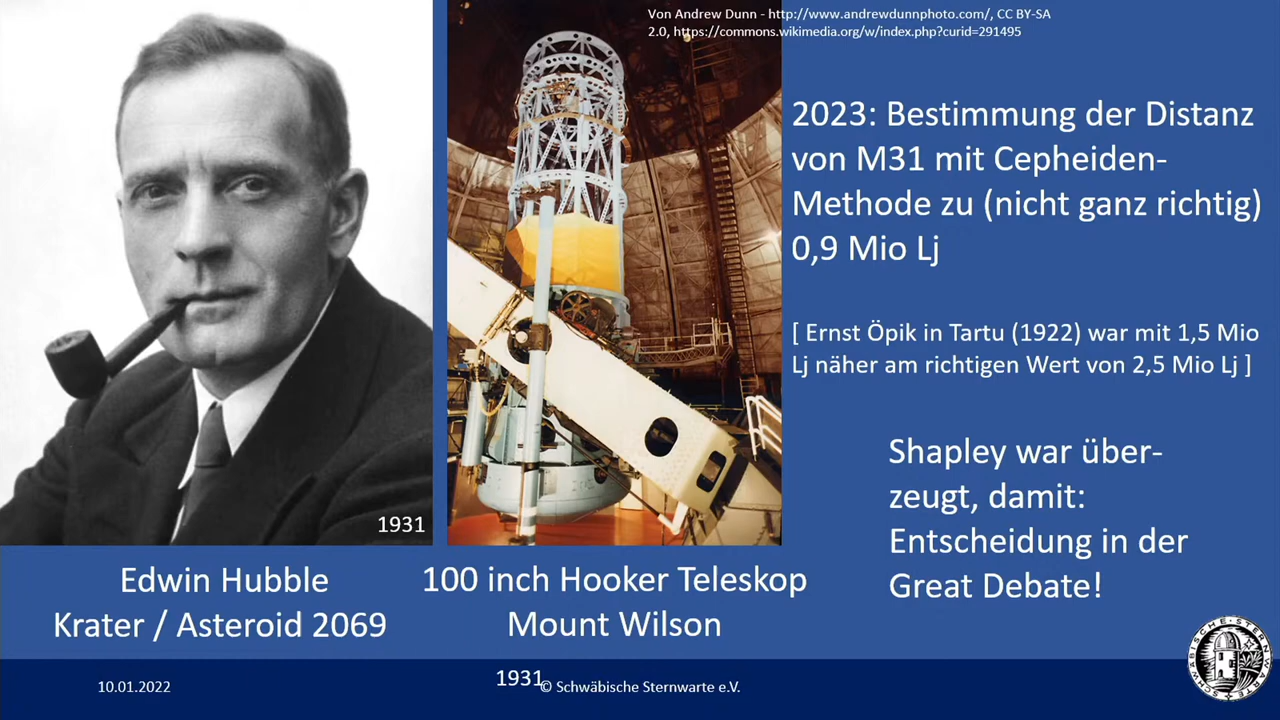 Von Andrew Dunn - http://www.andrewdunnphoto.com/, CC BY-SA
2.0, https://commons.wikimedia.org/w/index.php?curid=291495
2023: Bestimmung der Distanz
von M31 mit Cepheiden-
Methode zu (nicht ganz richtig)
0,9 Mio Lj
[ Ernst Öpik in Tartu (1922) war mit 1,5 Mio
Lj näher am richtigen Wert von 2,5 Mio Lj ]
Shapley war über-
zeugt, damit:
Entscheidung in der
Great Debate!
1931
Edwin Hubble
Krater / Asteroid 2069
100 inch Hooker Teleskop
Mount Wilson
10.01.2022
1931
© Schwäbische Sternwarte e.V.
SCHWÄBISCHE STERNWARTE